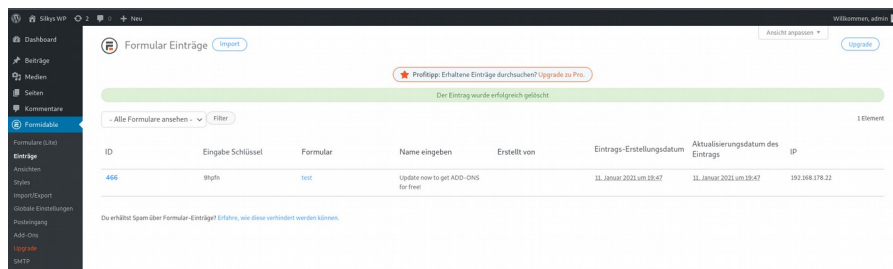 Silkys WP 2 0 + Neu Willkommen, admin
Dashboard
Beiträge
Medien
Seiten
Kommentare
Formidable
Formulare (Lite)
Einträge
Ansichten
Styles
Import/Export
Globale Einstellungen
Posteingang
Add-Ons
Upgrade
SMTP
Ansicht anpassen
Formular Einträge Import Upgrade
Profitipp: Erhaltene Einträge durchsuchen? Upgrade zu Pro.
Der Eintrag wurde erfolgreich gelöscht
- Alle Formulare ansehen - Filter 1 Element
ID Eingabe Schlüssel Formular Name eingeben Erstellt von Eintrags-Erstellungsdatum Aktualisierungsdatum des Eintrags IP
466 9hpfn test Update now to get ADD-ONS for free! 11. Januar 2021 um 19:47 11. Januar 2021 um 19:47 192.168.178.22
Du erhältst Spam über Formular-Einträge? Erfahre, wie diese verhindert werden können.